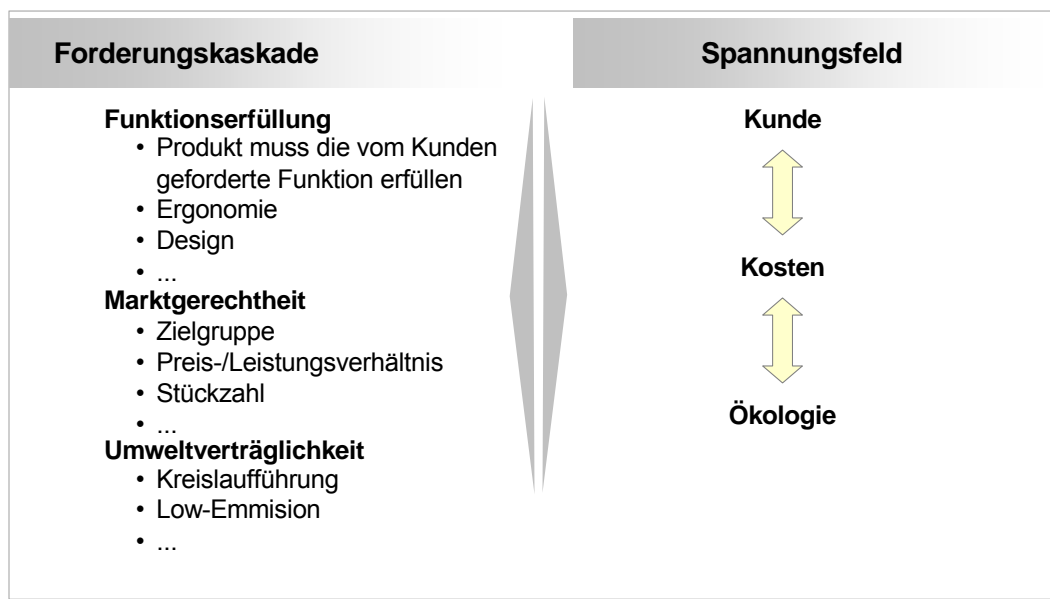 Forderungskaskade
Funktionserfüllung
• Produkt muss die vom Kunden
geforderte Funktion erfüllen
• Ergonomie
• Design
• ...
Marktgerechtheit
• Zielgruppe
• Preis-/Leistungsverhältnis
• Stückzahl
• ...
Umweltverträglichkeit
• Kreislaufführung
• Low-Emmision
• ...
Spannungsfeld
Kunde
Kosten
Ökologie